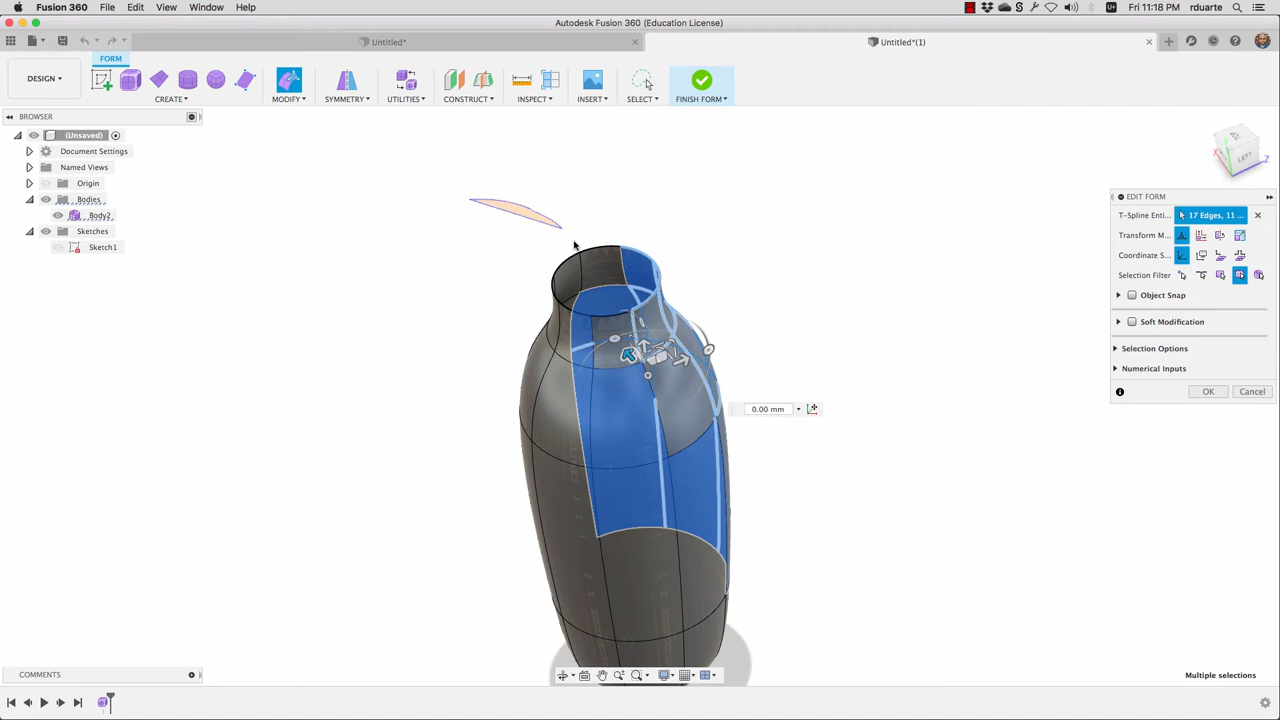 Fusion 360 File Edit View Window Help
Fri 11:18 PM rduarte
Autodesk Fusion 360 (Education License)
Untitled*
Untitled*(1)
FORM
DESIGN
CREATE
MODIFY
SYMMETRY
UTILITIES
CONSTRUCT
INSPECT
INSERT
SELECT
FINISH FORM
BROWSER
(Unsaved)
Document Settings
Named Views
Origin
Bodies
Body2
Sketches
Sketch1
LEFT
X
Z
EDIT FORM
T-Spline Enti... 17 Edges, 11 ...
Transform M...
Coordinate S...
Selection Filter
Object Snap
Soft Modification
Selection Options
Numerical Inputs
OK
Cancel
0.00 mm
COMMENTS
Multiple selections